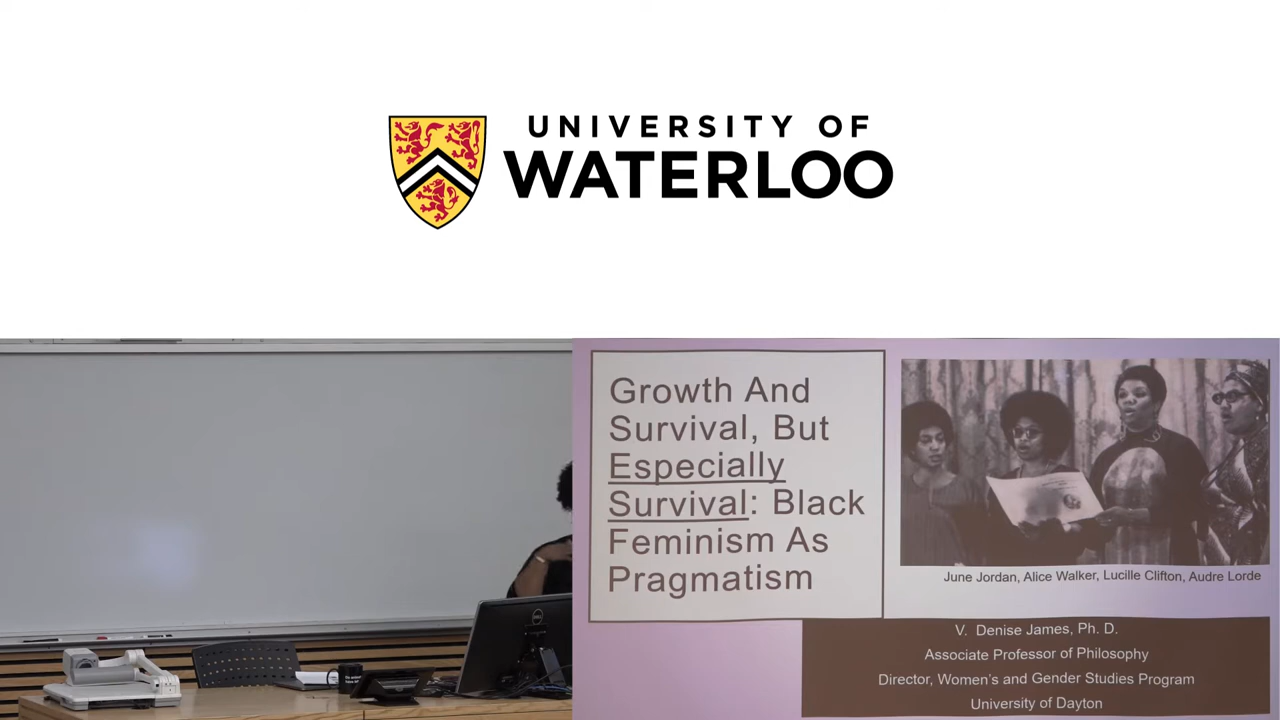 UNIVERSITY OF
WATERLOO
Growth And
Survival, But
Especially
Survival: Black
Feminism As
Pragmatism
June Jordan, Alice Walker, Lucille Clifton, Audre Lorde
V. Denise James, Ph. D.
Associate Professor of Philosophy
Director, Women's and Gender Studies Program
University of Dayton
DELL